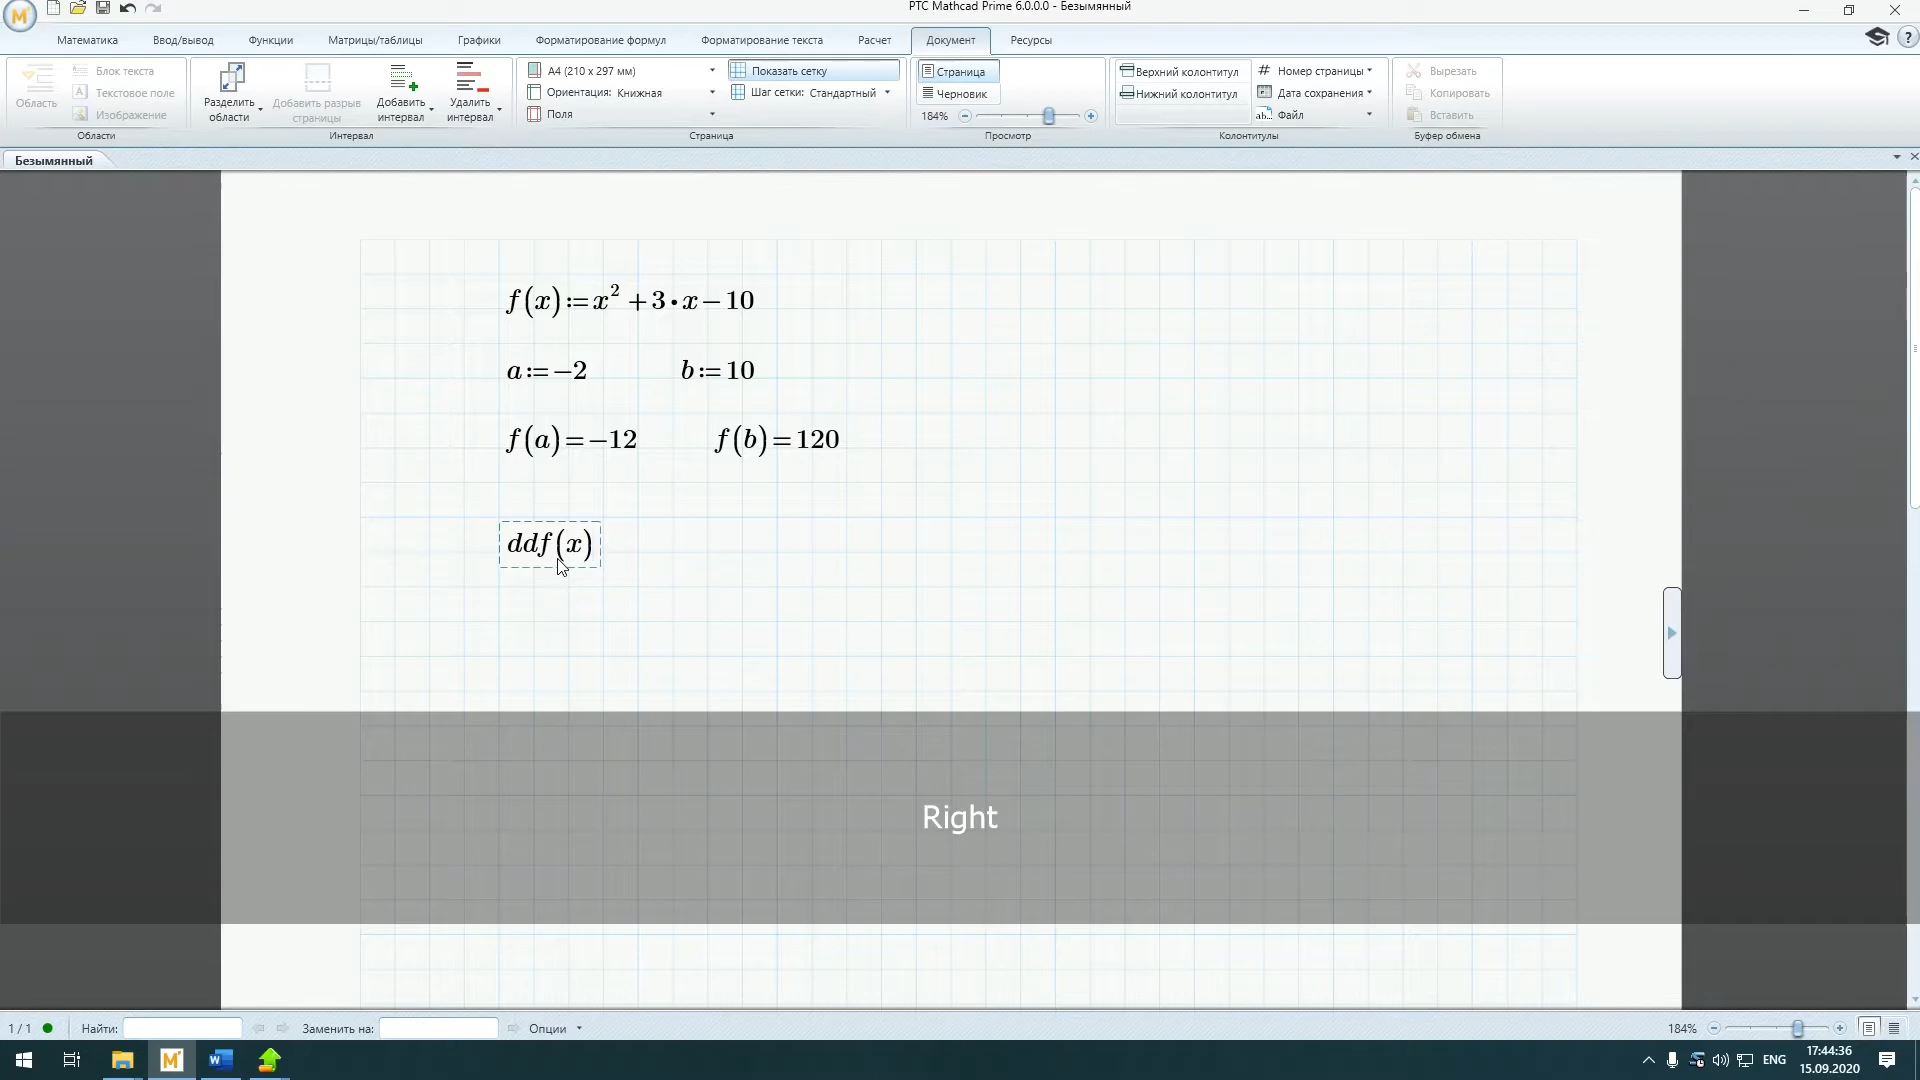 PTC Mathcad Prime 6.0.0.0 - Безымянный
Математика Ввод/вывод Функции Матрицы/таблицы Графики Форматирование формул Форматирование текста Расчет Документ Ресурсы
Область
Блок текста
Текстовое поле
Изображение
Области
Разделить области
Добавить разрыв страницы
Добавить интервал
Удалить интервал
Интервал
A4 (210 x 297 мм)
Ориентация: Книжная
Поля
Показать сетку
Шаг сетки: Стандартный
Страница
Страница
Черновик
184%
Просмотр
Верхний колонтитул
Нижний колонтитул
# Номер страницы
Дата сохранения
ab.. Файл
Колонтитулы
Вырезать
Копировать
Вставить
Буфер обмена
Безымянный
f(x):=x²+3•x−10
a:=−2 b:=10
f(a)=−12 f(b)=120
ddf(x)
Right
1 / 1 Найти: Заменить на: Опции 184%
ENG 17:44:36
15.09.2020